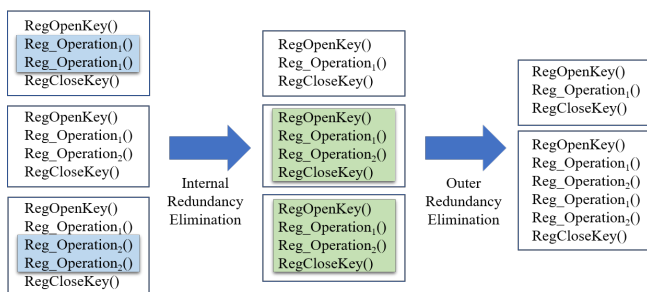 RegOpenKey()
Reg_Operation₁()
Reg_Operation₁()
RegCloseKey()
RegOpenKey()
Reg_Operation₁()
Reg_Operation₂()
RegCloseKey()
RegOpenKey()
Reg_Operation₁()
Reg_Operation₂()
Reg_Operation₂()
RegCloseKey()
Internal
Redundancy
Elimination
RegOpenKey()
Reg_Operation₁()
RegCloseKey()
RegOpenKey()
Reg_Operation₁()
Reg_Operation₂()
RegCloseKey()
RegOpenKey()
Reg_Operation₁()
Reg_Operation₂()
RegCloseKey()
Outer
Redundancy
Elimination
RegOpenKey()
Reg_Operation₁()
RegCloseKey()
RegOpenKey()
Reg_Operation₁()
Reg_Operation₂()
Reg_Operation₁()
Reg_Operation₂()
RegCloseKey()